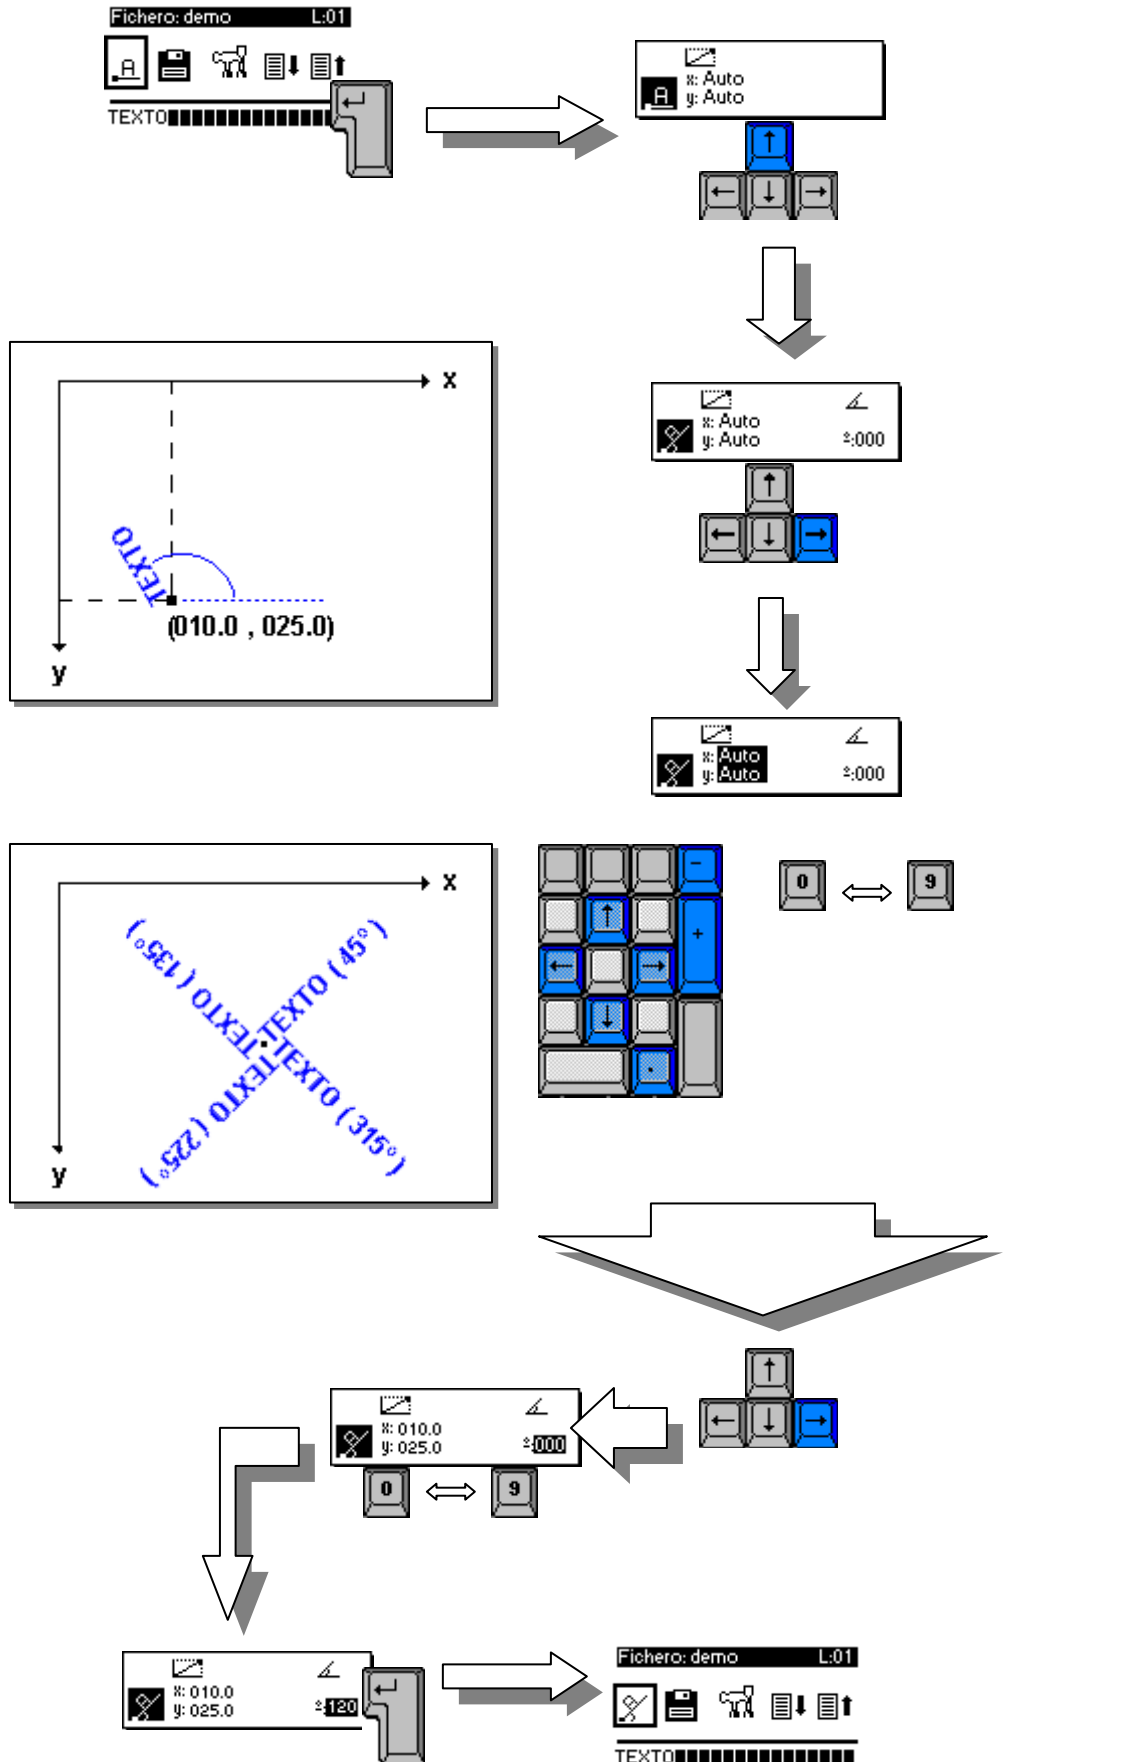 Fichero: demo L:01
A
TEXTO
A
x: Auto
y: Auto
x
TEXTO
(010.0 , 025.0)
y
x: Auto
y: Auto
º:000
x: Auto
y: Auto
º:000
x
TEXTO (135°)
TEXTO (45°)
TEXTO (225°)
TEXTO (315°)
y
-
+
.
0
9
x: 010.0
y: 025.0
º:000
0
9
x: 010.0
y: 025.0
º:120
Fichero: demo L:01
TEXTO